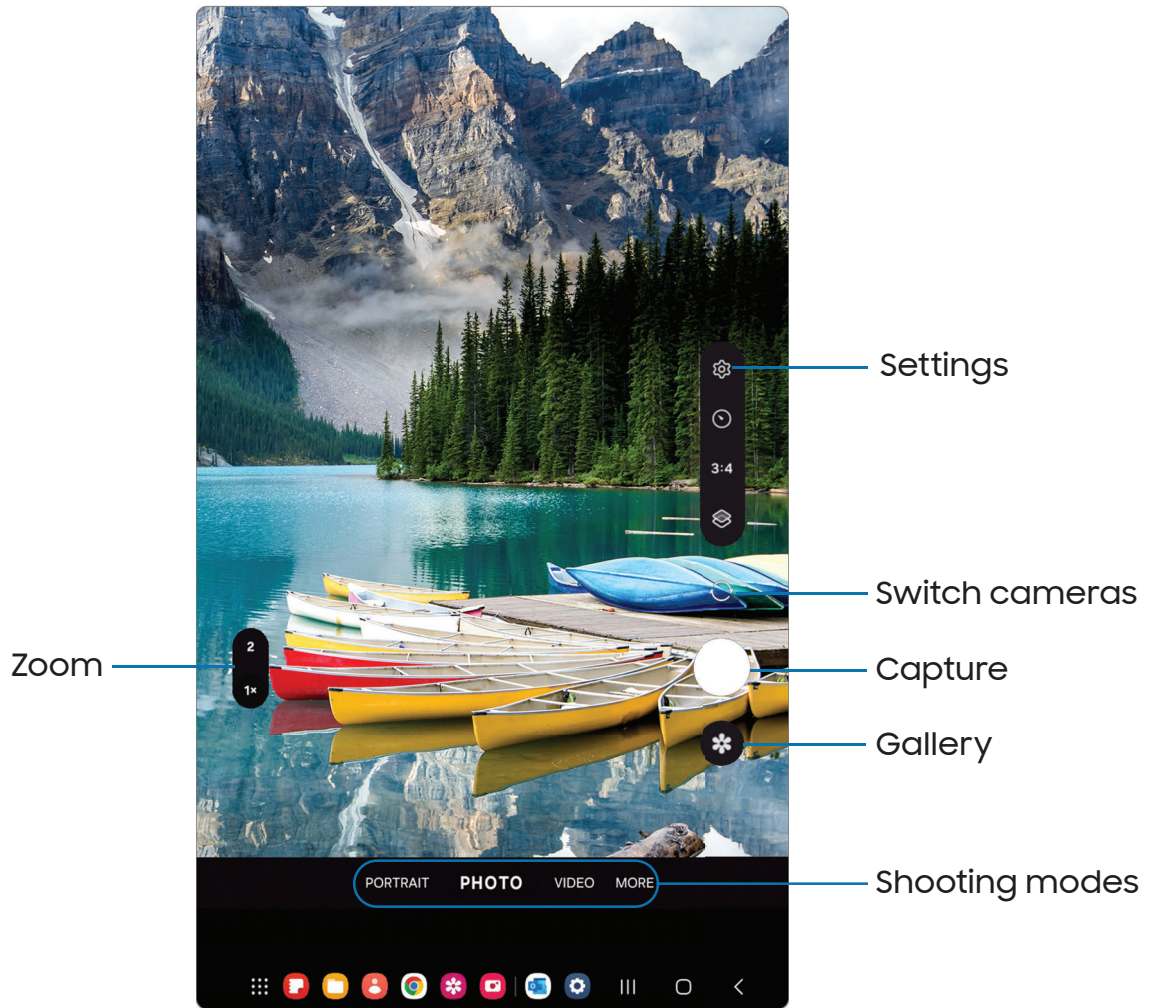 Settings
3:4
Switch cameras
2
Zoom
1×
Capture
Gallery
PORTRAIT PHOTO VIDEO MORE
Shooting modes